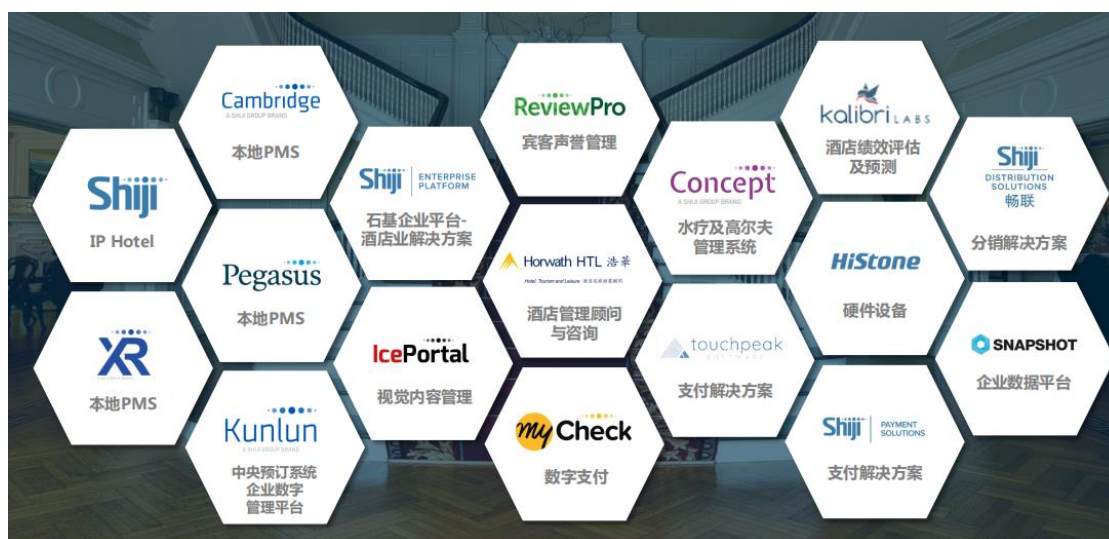 Cambridge
A SHIJI GROUP BRAND
本地PMS
ReviewPro
宾客声誉管理
kalibri LABS
酒店绩效评估
及预测
Shiji
IP Hotel
Shiji ENTERPRISE
PLATFORM
石基企业平台-
酒店业解决方案
Concept
A SHIJI GROUP BRAND
水疗及高尔夫
管理系统
Shiji
DISTRIBUTION
SOLUTIONS
畅联
分销解决方案
Pegasus
本地PMS
Horwath HTL 浩華
Hotel, Tourism and Leisure
酒店管理顾问
与咨询
HiStone
硬件设备
XR
本地PMS
IcePortal
视觉内容管理
touchpeak
SOFTWARE
支付解决方案
SNAPSHOT
企业数据平台
Kunlun
A SHIJI GROUP BRAND
中央预订系统
企业数字
管理平台
my Check
数字支付
Shiji PAYMENT
SOLUTIONS
支付解决方案